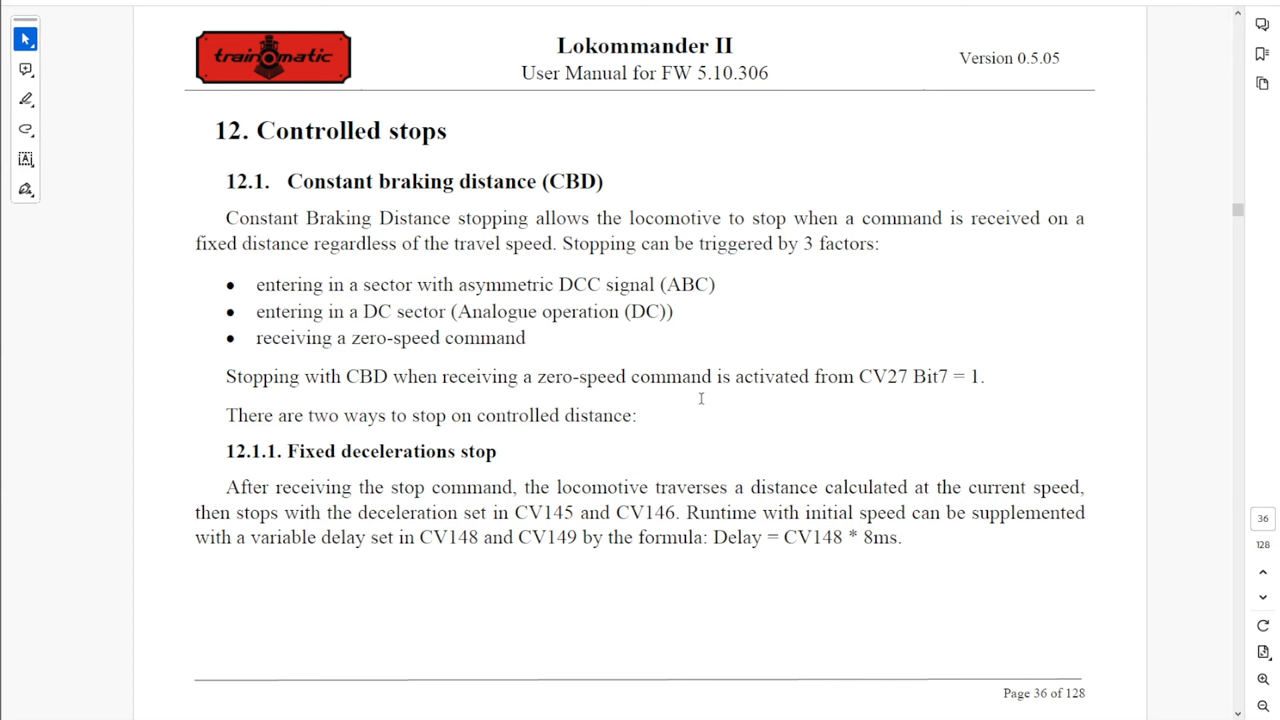 train-o-matic
Lokommander II
User Manual for FW 5.10.306
Version 0.5.05
12. Controlled stops
12.1. Constant braking distance (CBD)
Constant Braking Distance stopping allows the locomotive to stop when a command is received on a
fixed distance regardless of the travel speed. Stopping can be triggered by 3 factors:
• entering in a sector with asymmetric DCC signal (ABC)
• entering in a DC sector (Analogue operation (DC))
• receiving a zero-speed command
Stopping with CBD when receiving a zero-speed command is activated from CV27 Bit7 = 1.
There are two ways to stop on controlled distance:
12.1.1. Fixed decelerations stop
After receiving the stop command, the locomotive traverses a distance calculated at the current speed,
then stops with the deceleration set in CV145 and CV146. Runtime with initial speed can be supplemented
with a variable delay set in CV148 and CV149 by the formula: Delay = CV148 * 8ms.
Page 36 of 128
36
128